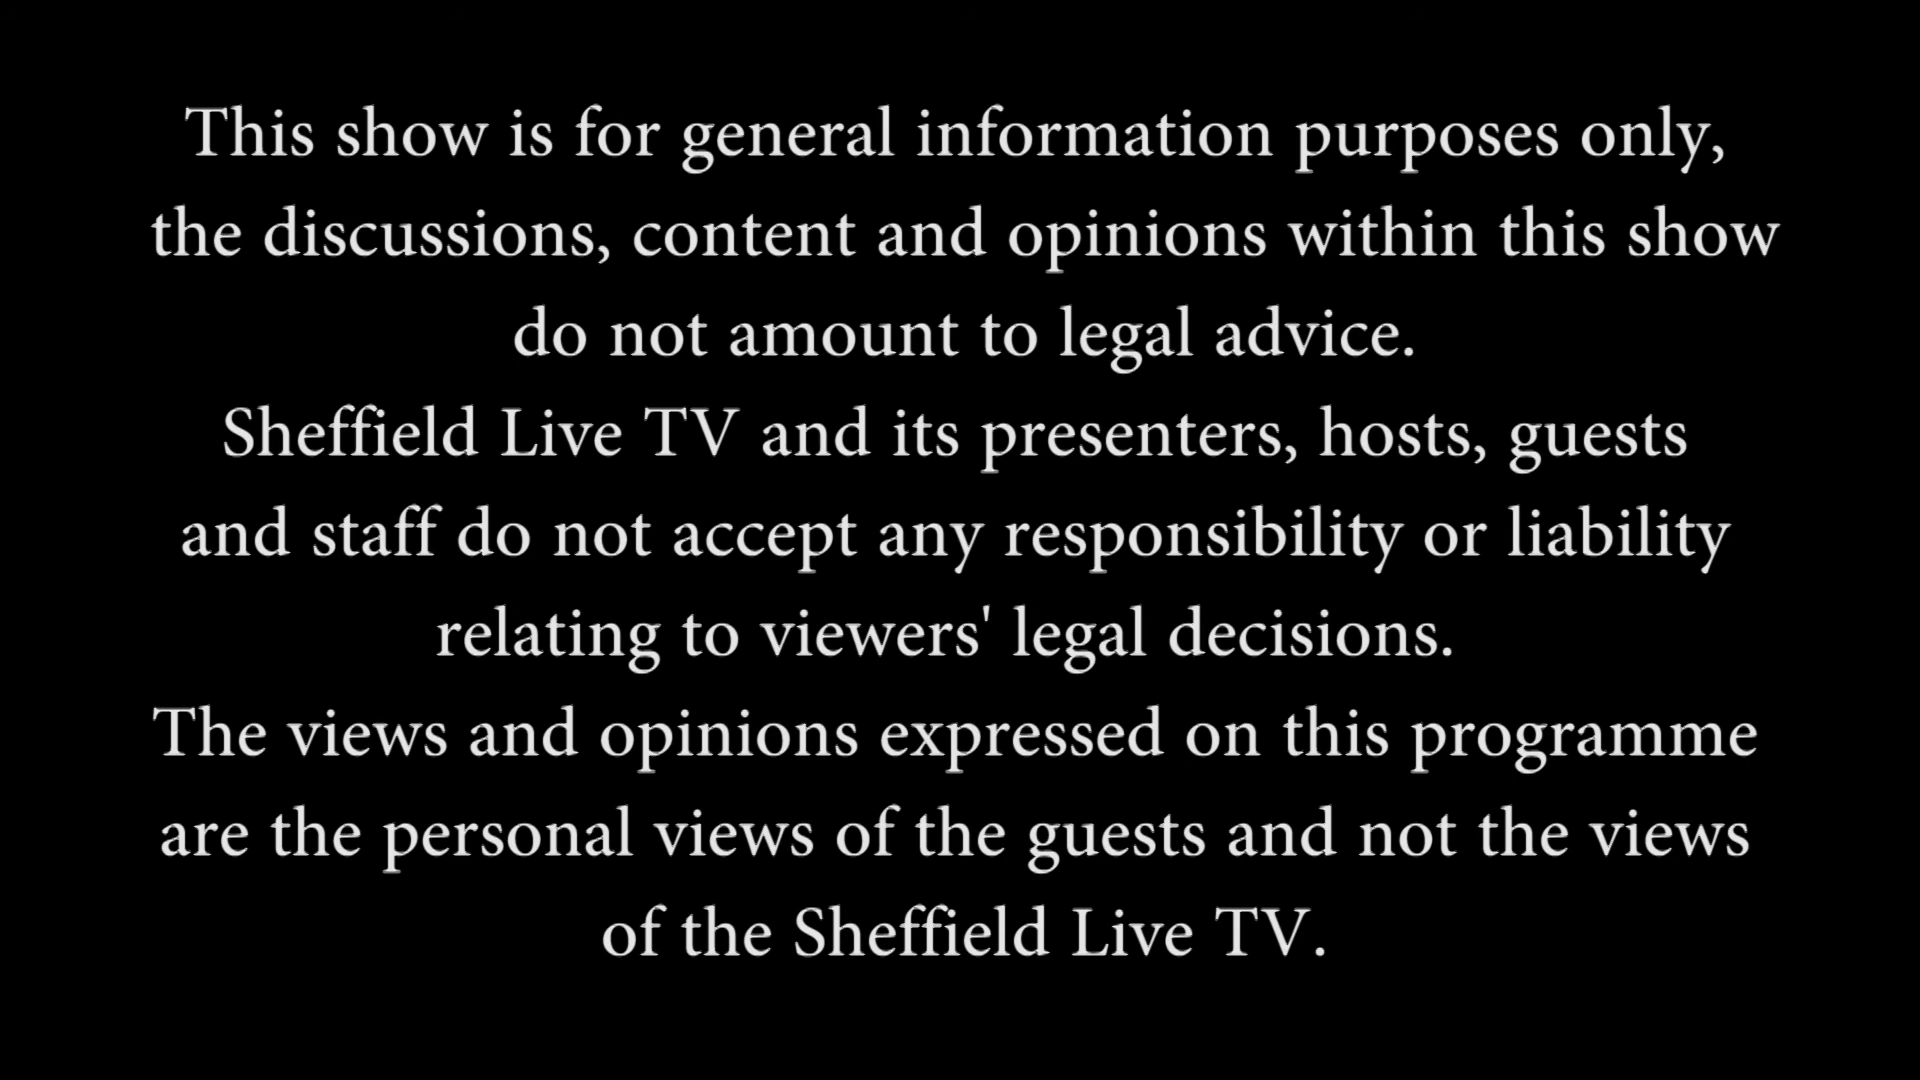 This show is for general information purposes only,
the discussions, content and opinions within this show
do not amount to legal advice.
Sheffield Live TV and its presenters, hosts, guests
and staff do not accept any responsibility or liability
relating to viewers' legal decisions.
The views and opinions expressed on this programme
are the personal views of the guests and not the views
of the Sheffield Live TV.